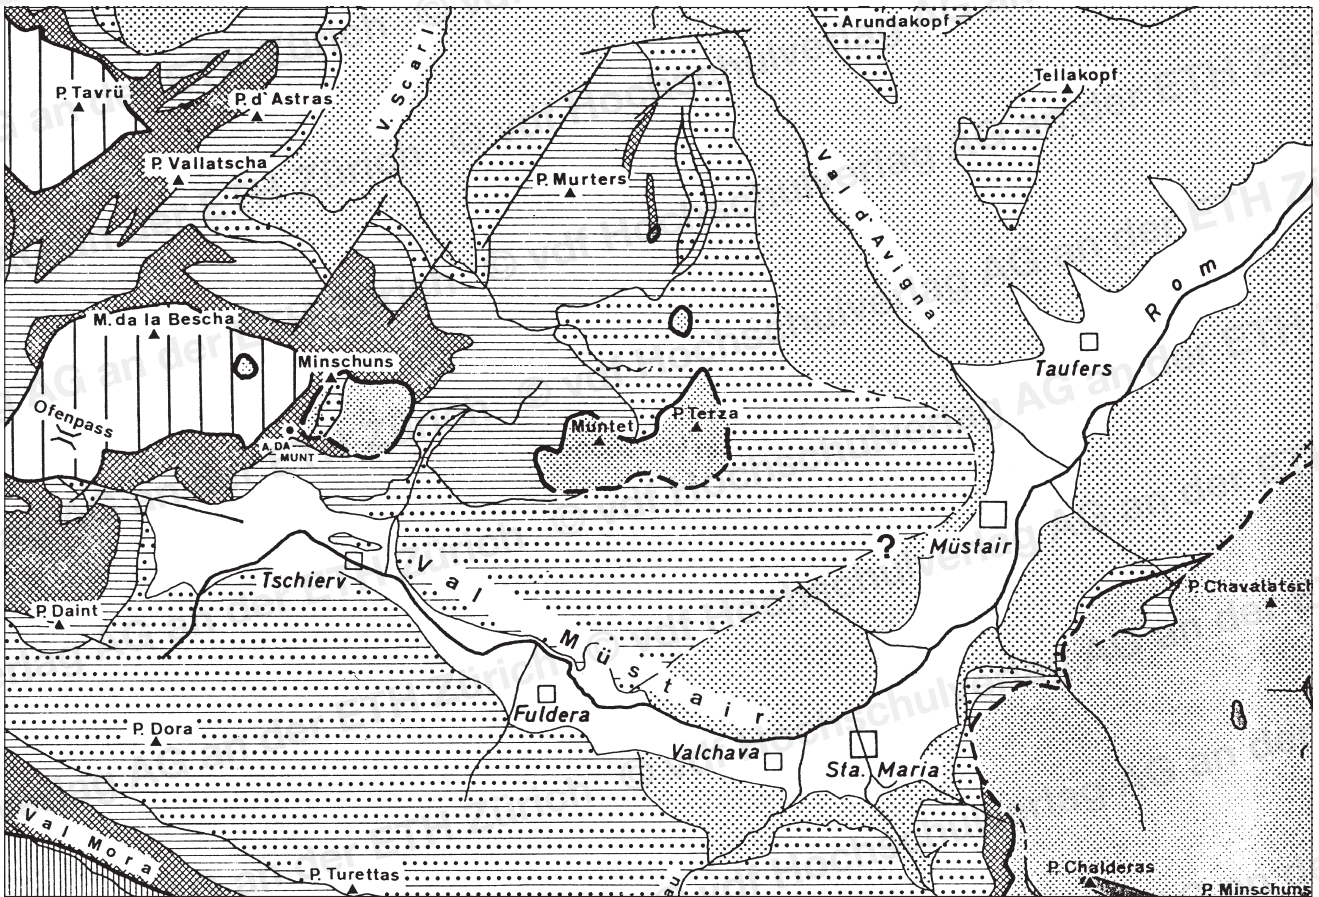 Arundakopf
V. Scarl
Tellakopf
P. Tavrü
P. d' Astras
P. Vallatscha
P. Murters
Val d' Avigna
Rom
M. da la Bescha
Minschuns
Taufers
Ofenpass
A. DA
MUNT
Muntet
P. Terza
?
Müstair
Tschierv
Val Müstair
P. Chavalatsch
P. Daint
Fuldera
P. Dora
Valchava
Sta. Maria
Val Mora
P. Turettas
au
P. Chalderas
P. Minschuns